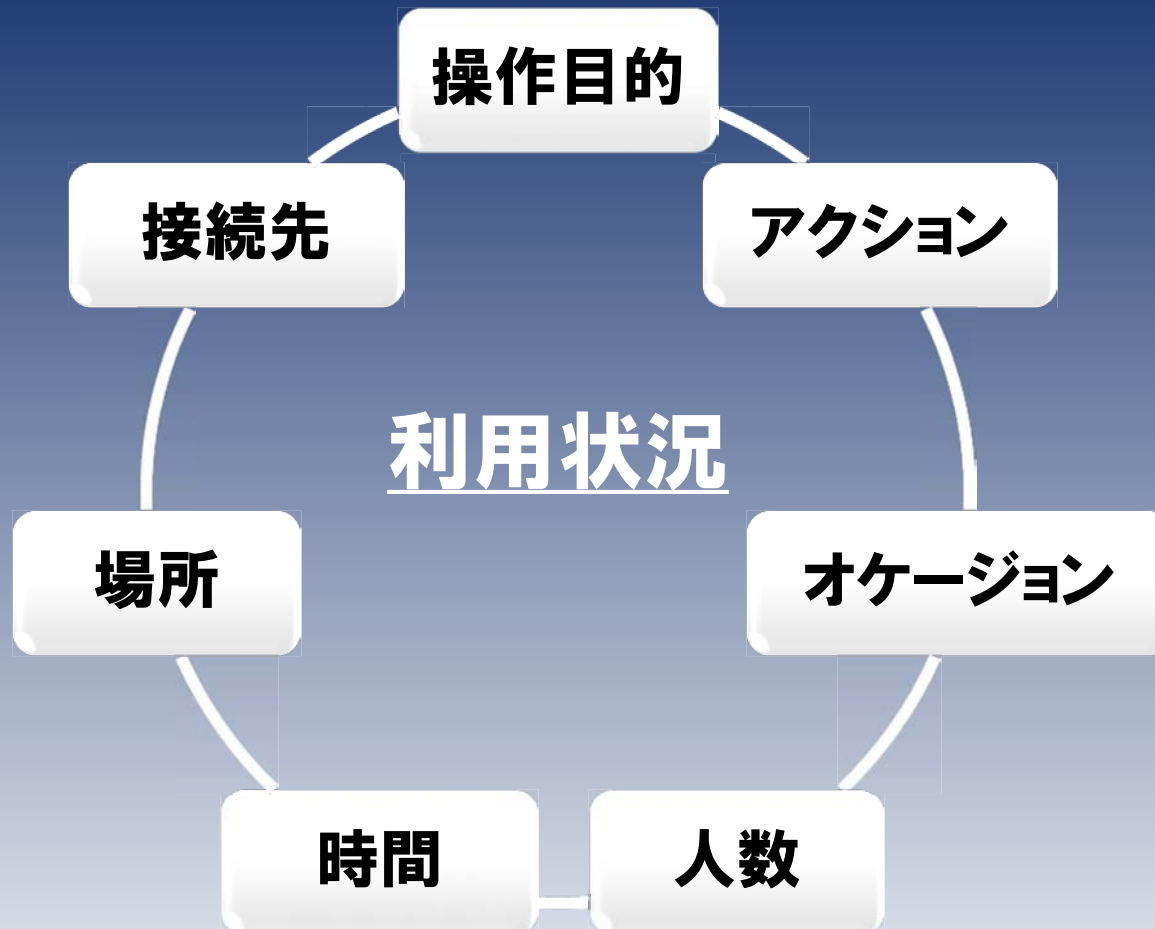 操作目的
接続先
アクション
利用状況
場所
オケージョン
時間
人数